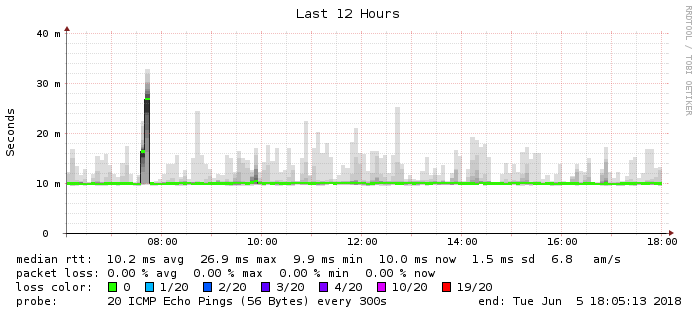 Last 12 Hours
RRDTOOL / TOBI OETIKER
Seconds
40 m
30 m
20 m
10 m
0
08:00 10:00 12:00 14:00 16:00 18:00
median rtt: 10.2 ms avg 26.9 ms max 9.9 ms min 10.0 ms now 1.5 ms sd 6.8 am/s
packet loss: 0.00 % avg 0.00 % max 0.00 % min 0.00 % now
loss color: 0 1/20 2/20 3/20 4/20 10/20 19/20
probe: 20 ICMP Echo Pings (56 Bytes) every 300s end: Tue Jun 5 18:05:13 2018